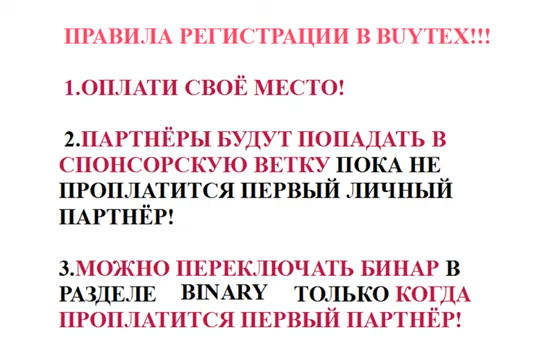 ПРАВИЛА РЕГИСТРАЦИИ В BUYTEX!!!
1.ОПЛАТИ СВОЁ МЕСТО!
2.ПАРТНЁРЫ БУДУТ ПОПАДАТЬ В
СПОНСОРСКУЮ ВЕТКУ ПОКА НЕ
ПРОПЛАТИТСЯ ПЕРВЫЙ ЛИЧНЫЙ
ПАРТНЁР!
3.МОЖНО ПЕРЕКЛЮЧАТЬ БИНАР В
РАЗДЕЛЕ BINARY ТОЛЬКО КОГДА
ПРОПЛАТИТСЯ ПЕРВЫЙ ПАРТНЁР!